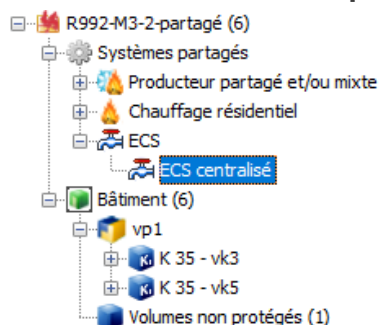 R992-M3-2-partagé (6)
Systèmes partagés
Producteur partagé et/ou mixte
Chauffage résidentiel
ECS
ECS centralisé
Bâtiment (6)
vp1
K 35 - vk3
K 35 - vk5
Volumes non protégés (1)